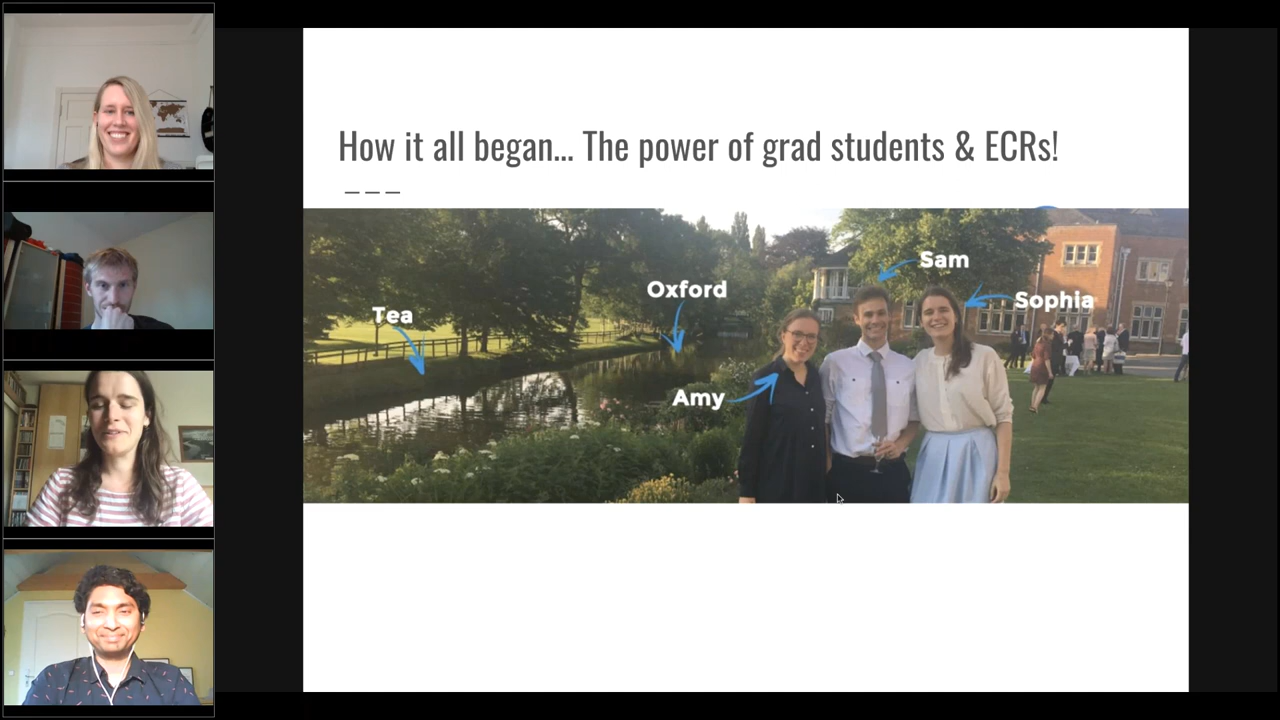 How it all began... The power of grad students & ECRs!
Sam
Oxford
Sophia
Tea
Amy